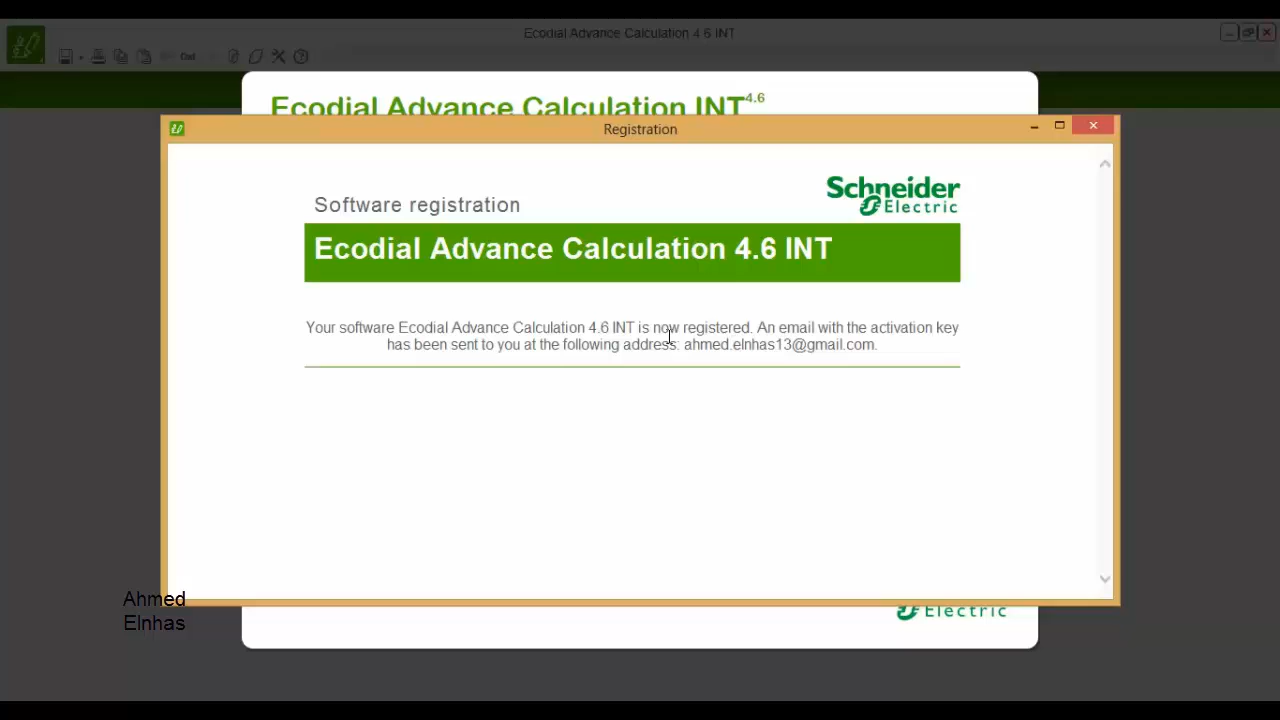 Ecodial Advance Calculation 4.6 INT
Ecodial Advance Calculation INT4.6
Registration
Schneider
Electric
Software registration
Ecodial Advance Calculation 4.6 INT
Your software Ecodial Advance Calculation 4.6 INT is now registered. An email with the activation key
has been sent to you at the following address: ahmed.elnhas13@gmail.com.
Ahmed
Elnhas
Electric